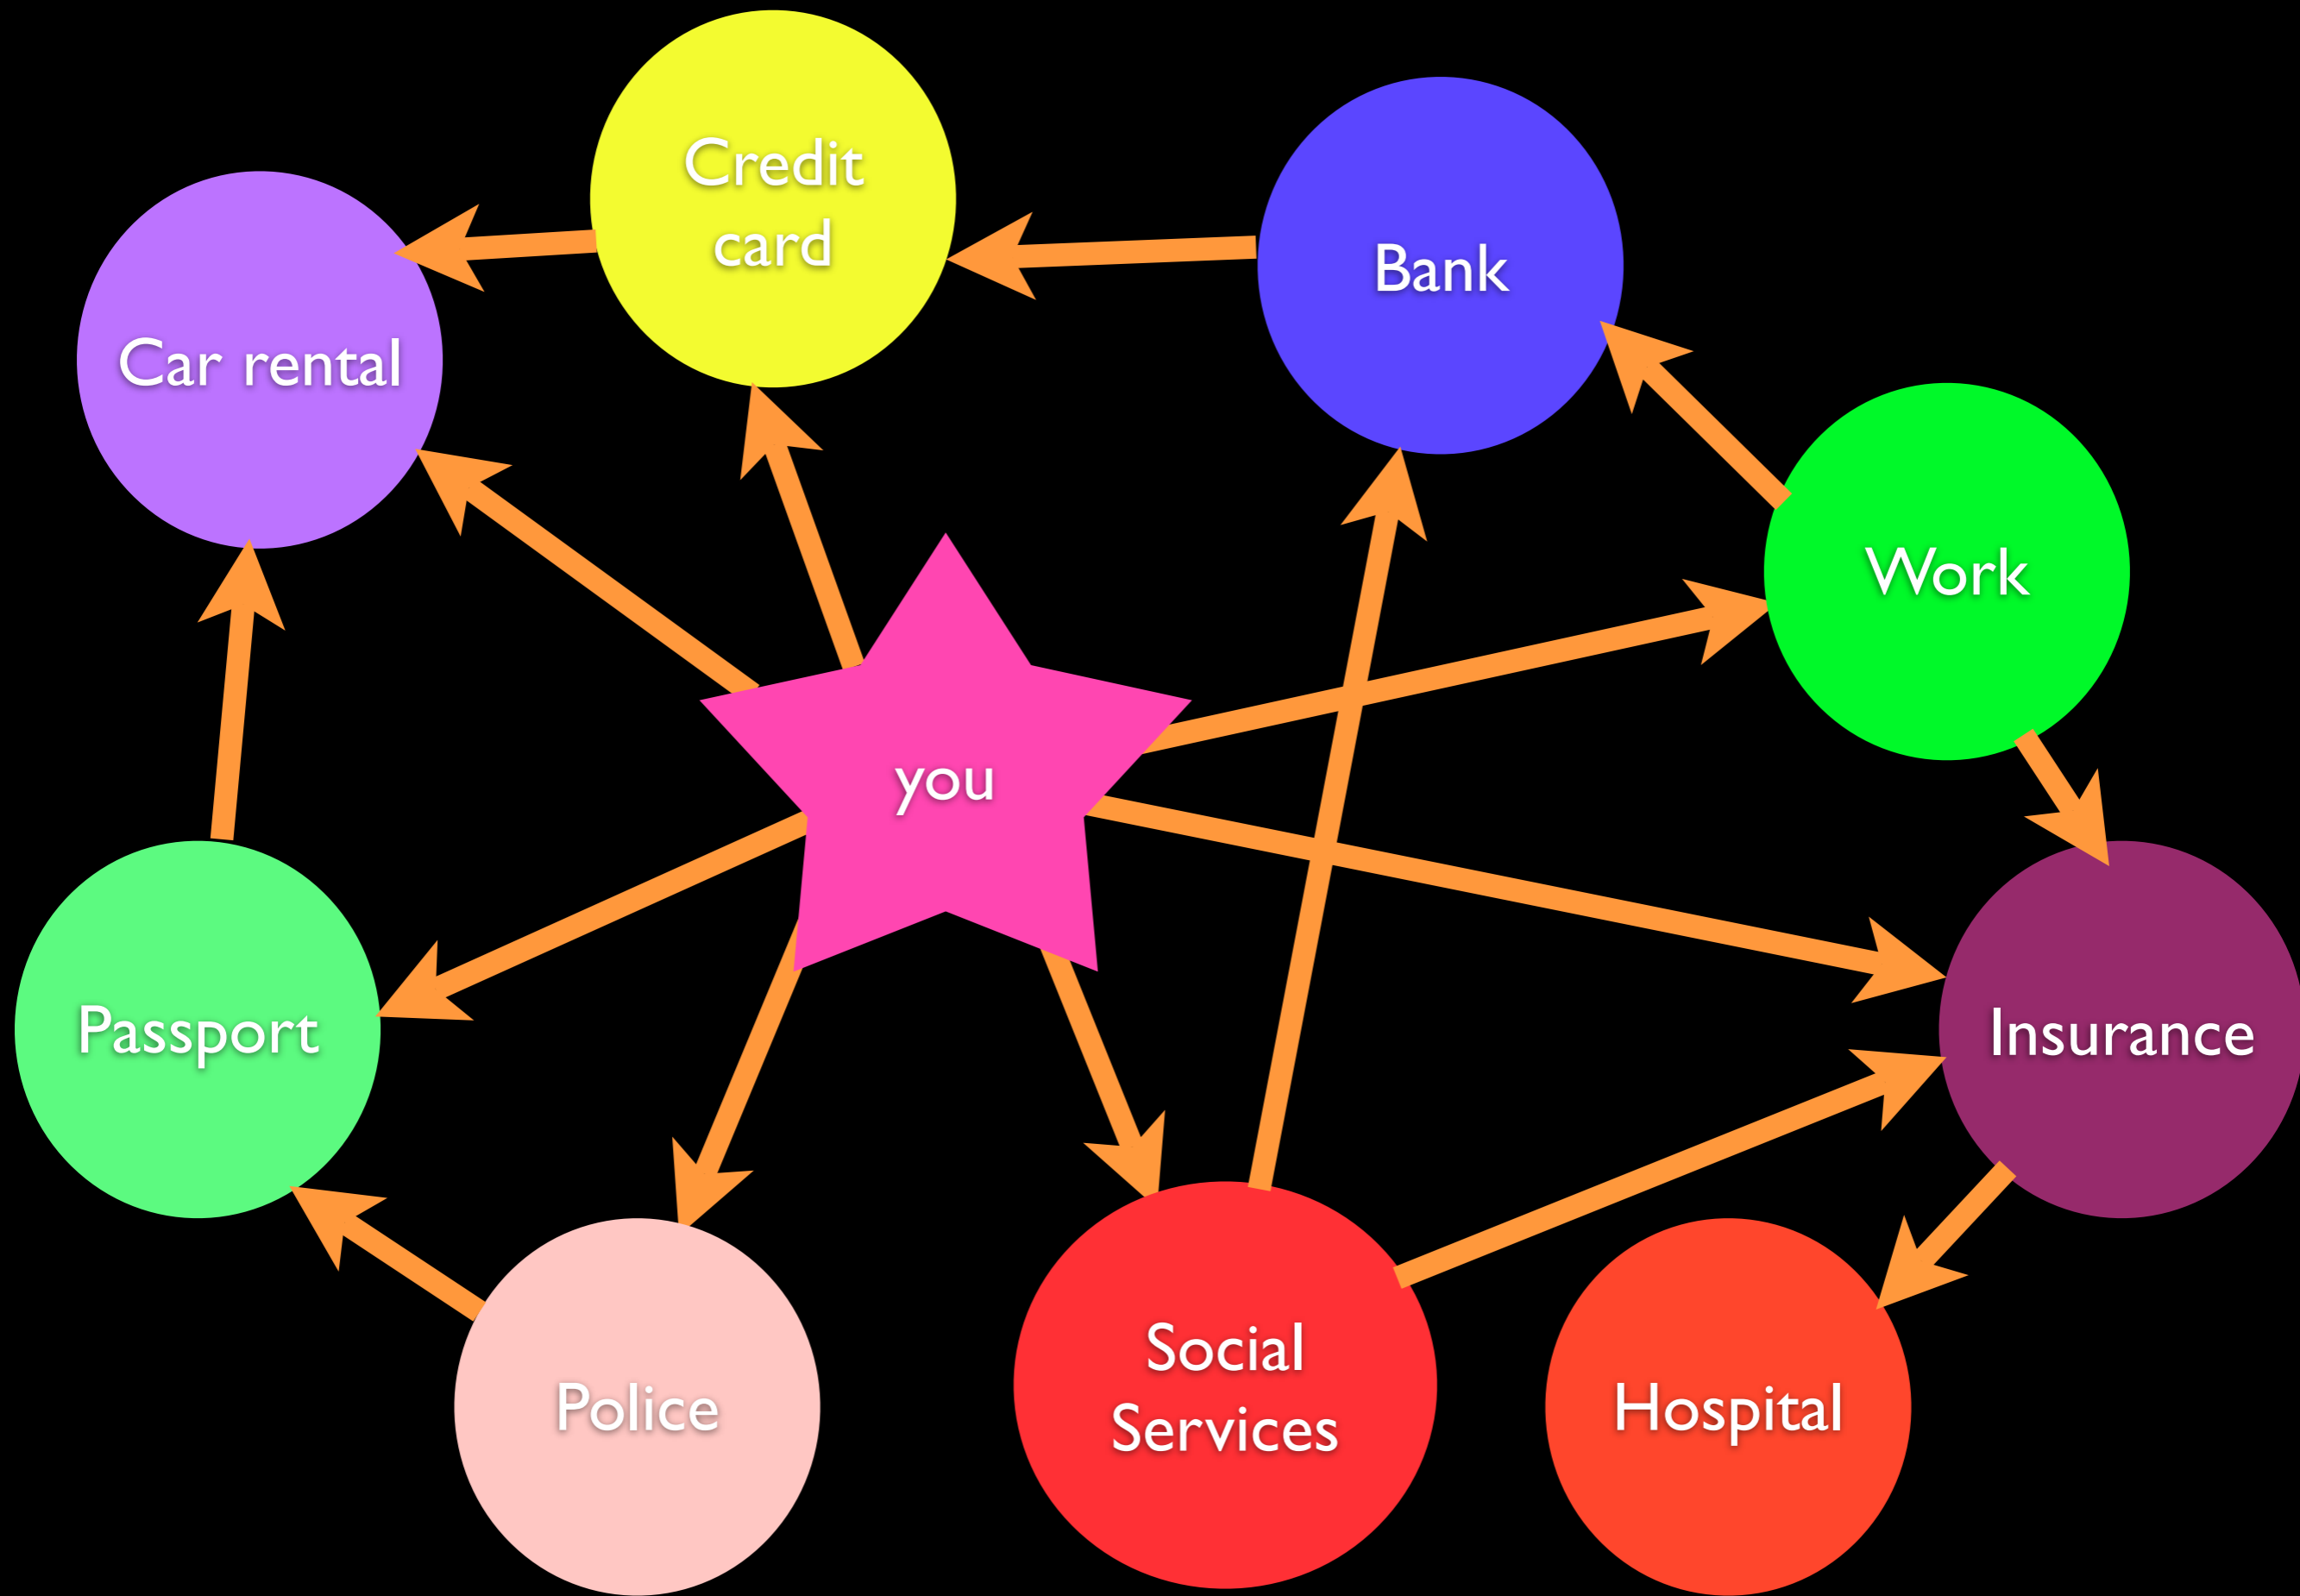 Credit
card
Bank
Car rental
Work
you
Passport
Insurance
Social
Services
Police
Hospital